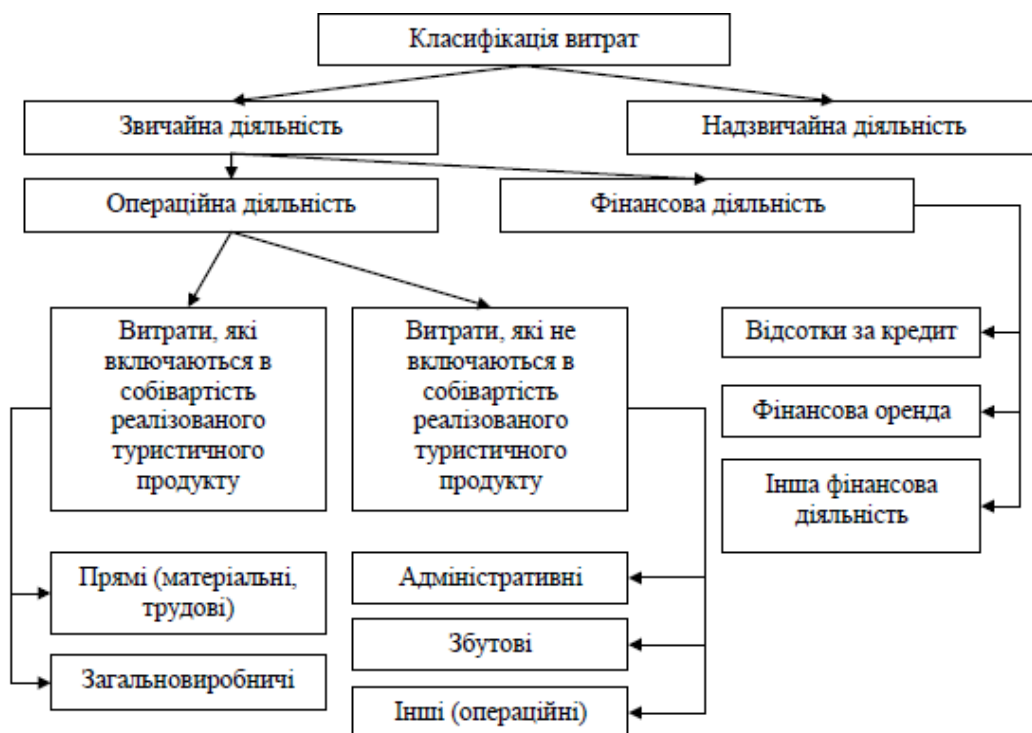 Класифікація витрат
Звичайна діяльність
Надзвичайна діяльність
Операційна діяльність
Фінансова діяльність
Витрати, які
включаються в
собівартість
реалізованого
туристичного
продукту
Витрати, які не
включаються в
собівартість
реалізованого
туристичного
продукту
Відсотки за кредит
Фінансова оренда
Інша фінансова
діяльність
Прямі (матеріальні,
трудові)
Загальновиробничі
Адміністративні
Збутові
Інші (операційні)